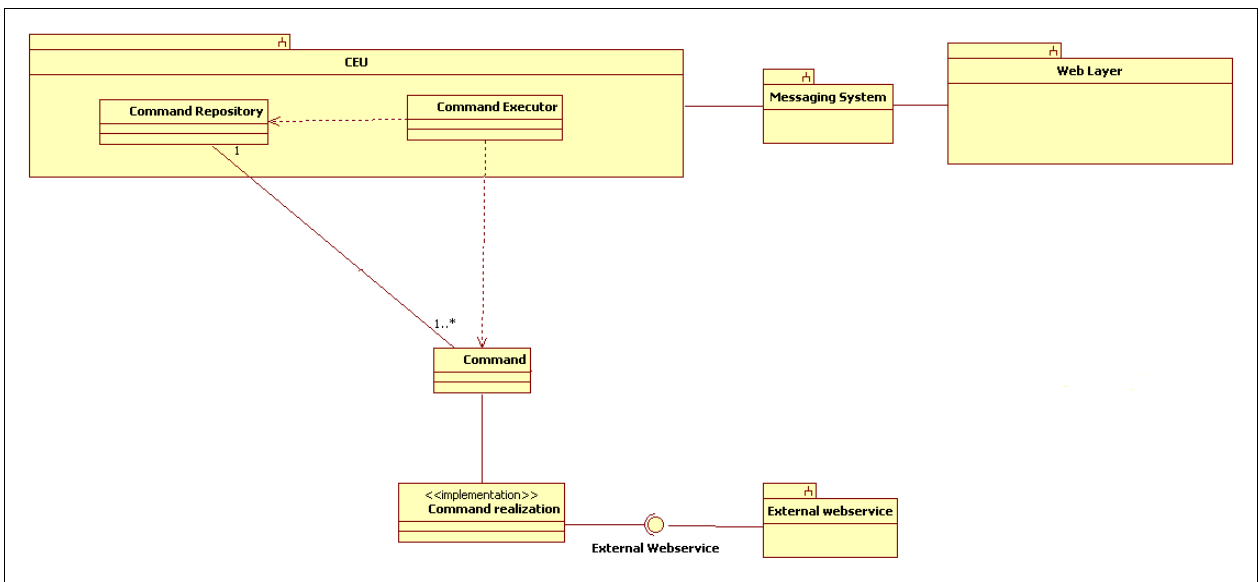 CEU
Web Layer
Messaging System
Command Repository
Command Executor
1
1..*
Command
<<implementation>>
Command realization
External webservice
External Webservice